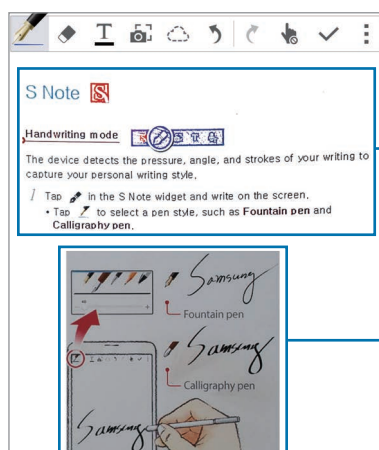 T
S Note S
Handwriting mode
The device detects the pressure, angle, and strokes of your writing to
capture your personal writing style.
1 Tap in the S Note widget and write on the screen.
• Tap to select a pen style, such as Fountain pen and
Calligraphy pen.
Samsung
Fountain pen
Samsung
Calligraphy pen
Samsung